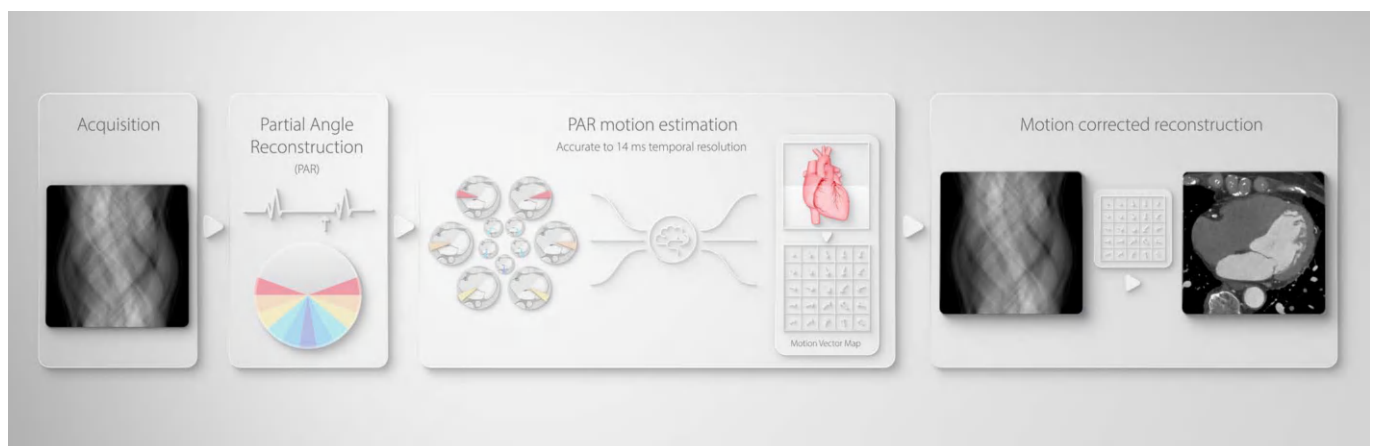 Acquisition
Partial Angle
Reconstruction
(PAR)
T
PAR motion estimation
Accurate to 14 ms temporal resolution
Motion Vector Map
Motion corrected reconstruction